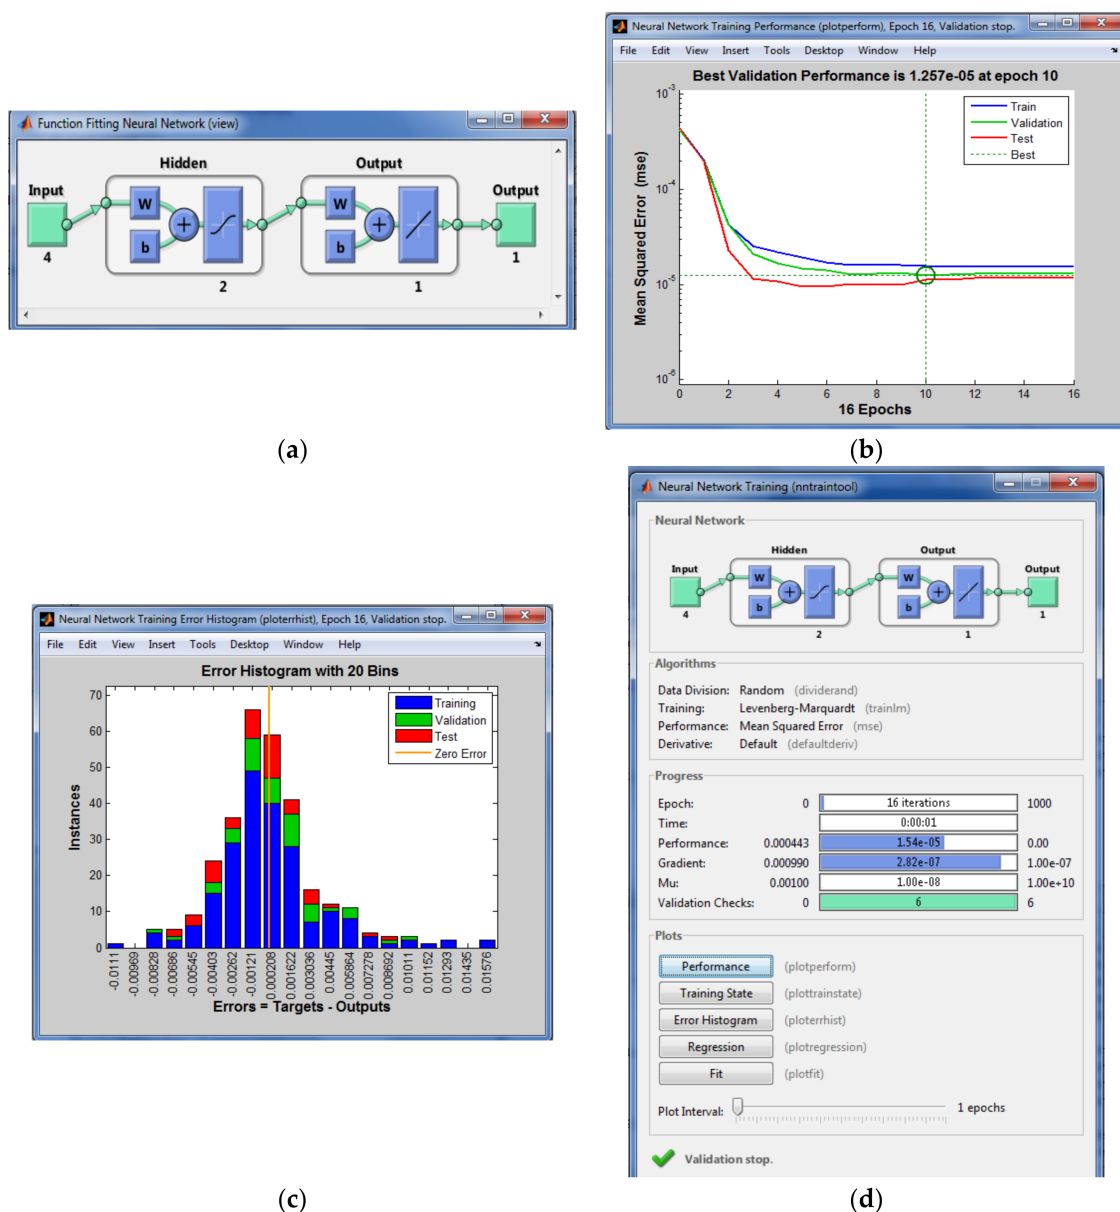 Function Fitting Neural Network (view)
Hidden
Output
Input
Output
W
b
+
W
b
+
4
2
1
1
(a)
Neural Network Training Performance (plotperform), Epoch 16, Validation stop.
File Edit View Insert Tools Desktop Window Help
Best Validation Performance is 1.257e-05 at epoch 10
Mean Squared Error (mse)
10^-3
10^-4
10^-5
10^-6
Train
Validation
Test
Best
0 2 4 6 8 10 12 14 16
16 Epochs
(b)
Neural Network Training Error Histogram (ploterrhist), Epoch 16, Validation stop.
File Edit View Insert Tools Desktop Window Help
Error Histogram with 20 Bins
Instances
70
60
50
40
30
20
10
0
Training
Validation
Test
Zero Error
-0.0111
-0.00969
-0.00828
-0.00686
-0.00545
-0.00403
-0.00262
-0.00121
0.000208
0.001622
0.003036
0.00445
0.005864
0.007278
0.008692
0.01011
0.01152
0.01293
0.01435
0.01576
Errors = Targets - Outputs
(c)
Neural Network Training (nntraintool)
Neural Network
Hidden
Output
Input
Output
W
b
+
W
b
+
4
2
1
1
Algorithms
Data Division: Random (dividerand)
Training: Levenberg-Marquardt (trainlm)
Performance: Mean Squared Error (mse)
Derivative: Default (defaultderiv)
Progress
Epoch: 0 16 iterations 1000
Time: 0:00:01
Performance: 0.000443 1.54e-05 0.00
Gradient: 0.000990 2.82e-07 1.00e-07
Mu: 0.00100 1.00e-08 1.00e+10
Validation Checks: 0 6 6
Plots
Performance (plotperform)
Training State (plottrainstate)
Error Histogram (ploterrhist)
Regression (plotregression)
Fit (plotfit)
Plot Interval: 1 epochs
Validation stop.
(d)